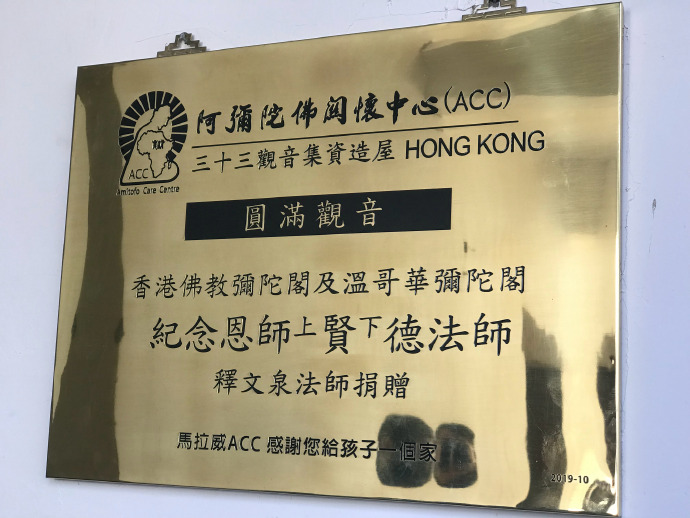 阿彌陀佛關懷中心(ACC)
三十三觀音集資造屋 HONG KONG
ACC
Amitofo Care Centre
圓滿觀音
香港佛教彌陀閣及溫哥華彌陀閣
紀念恩師上賢下德法師
釋文泉法師捐贈
馬拉威ACC 感謝您給孩子一個家
2019-10